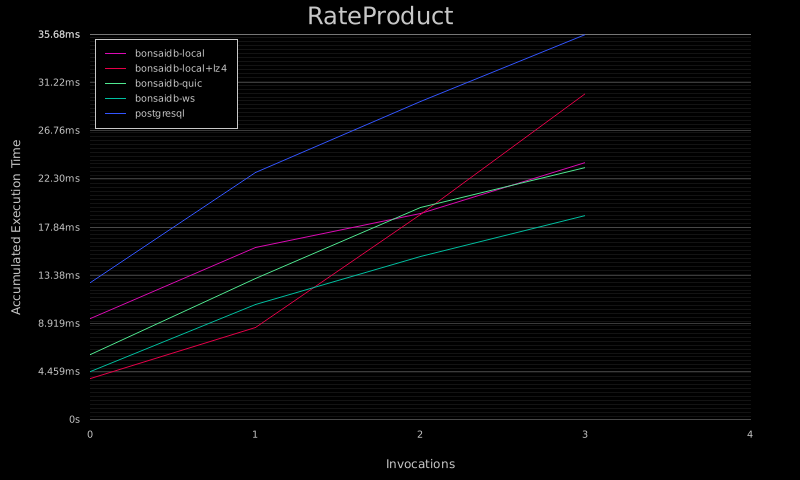 RateProduct
35.68ms
31.22ms
26.76ms
22.30ms
17.84ms
13.38ms
8.919ms
4.459ms
0s
Accumulated Execution Time
bonsaidb-local
bonsaidb-local+lz4
bonsaidb-quic
bonsaidb-ws
postgresql
0 1 2 3 4
Invocations